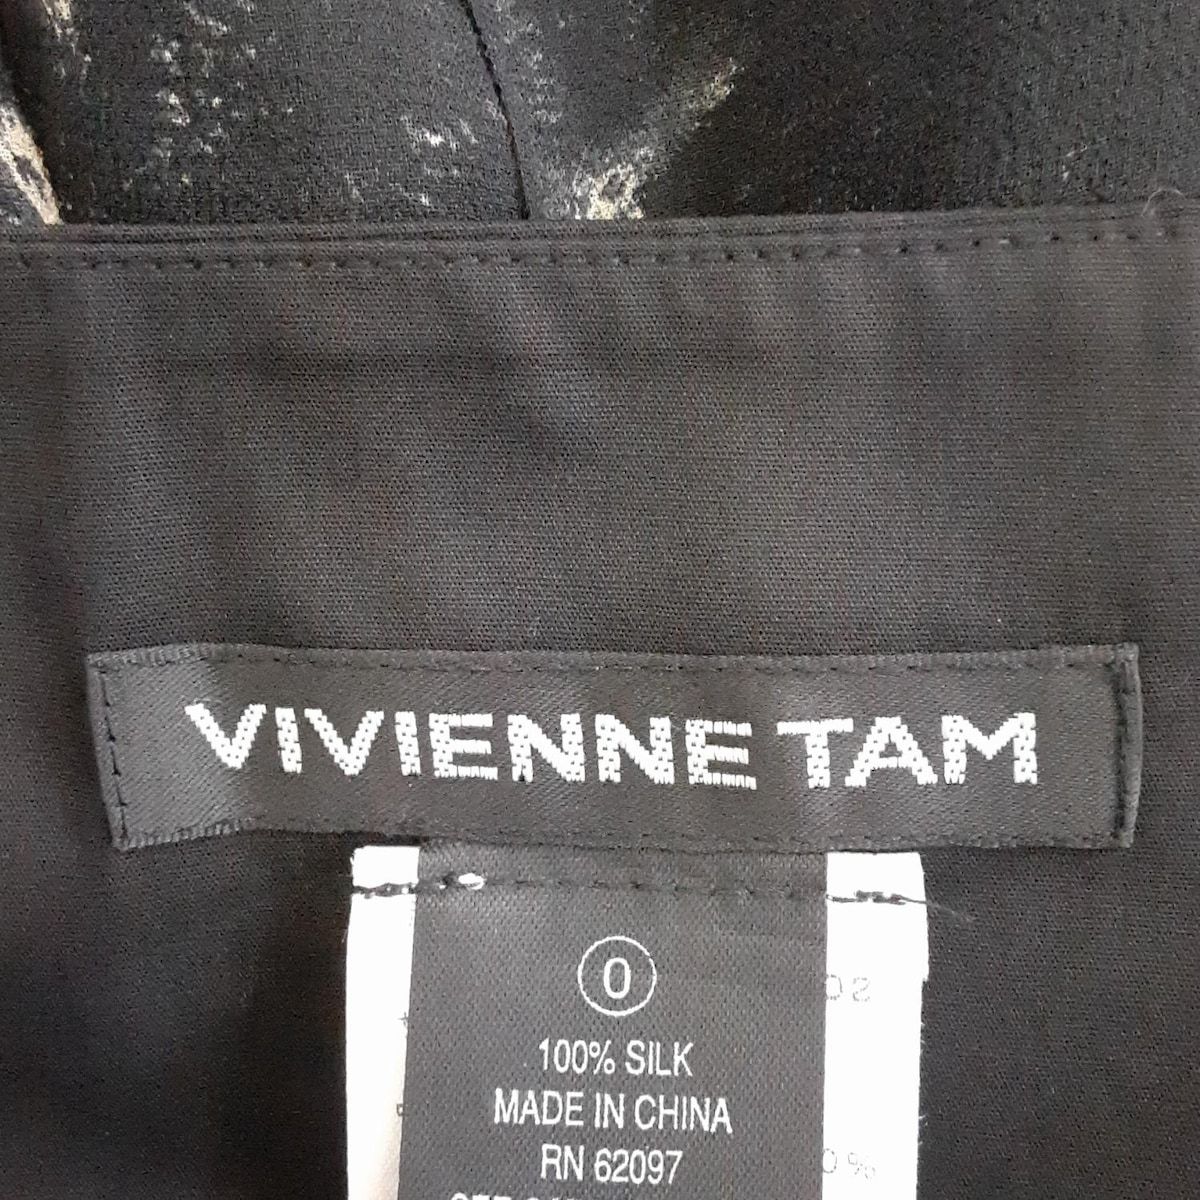 VIVIENNE TAM
0
100% SILK
MADE IN CHINA
RN 62097